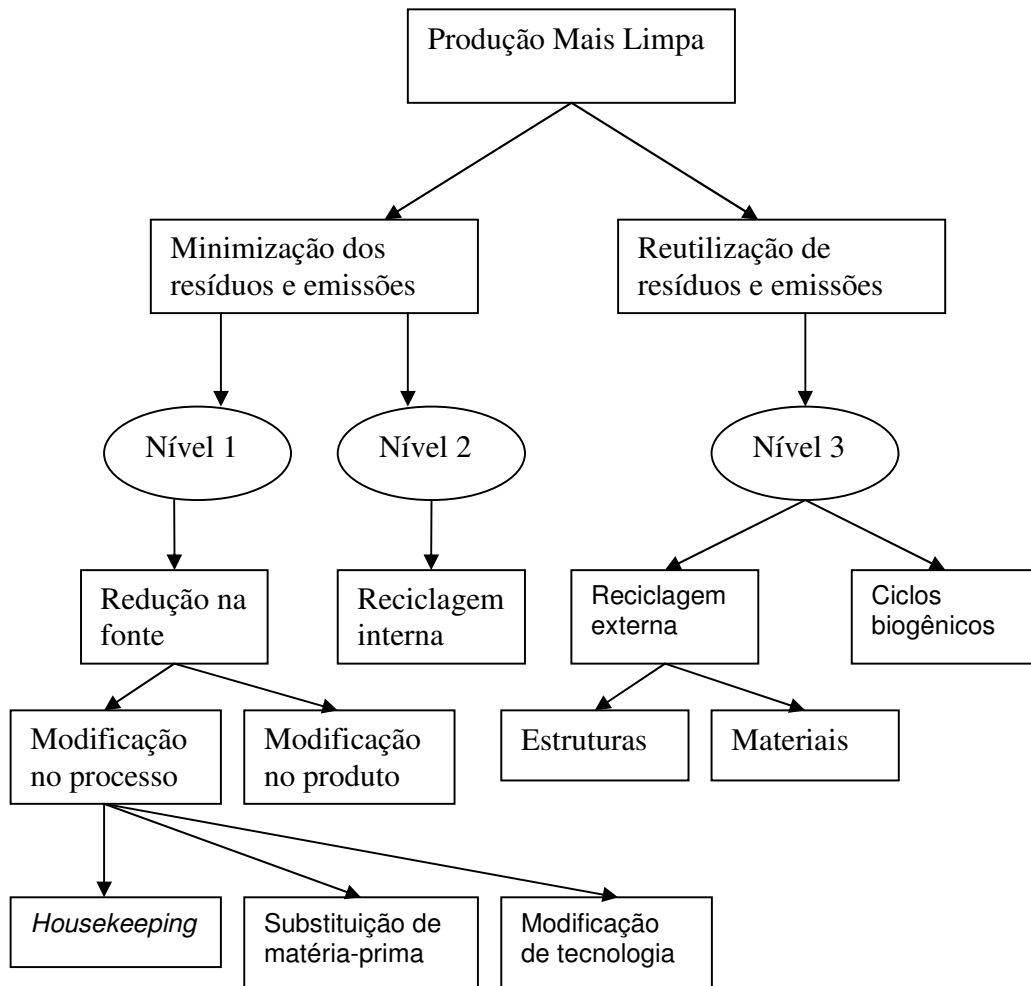 Produção Mais Limpa
Minimização dos
resíduos e emissões
Reutilização de
resíduos e emissões
Nível 1
Nível 2
Nível 3
Redução na
fonte
Reciclagem
interna
Reciclagem
externa
Ciclos
biogênicos
Modificação
no processo
Modificação
no produto
Estruturas
Materiais
Housekeeping
Substituição de
matéria-prima
Modificação
de tecnologia